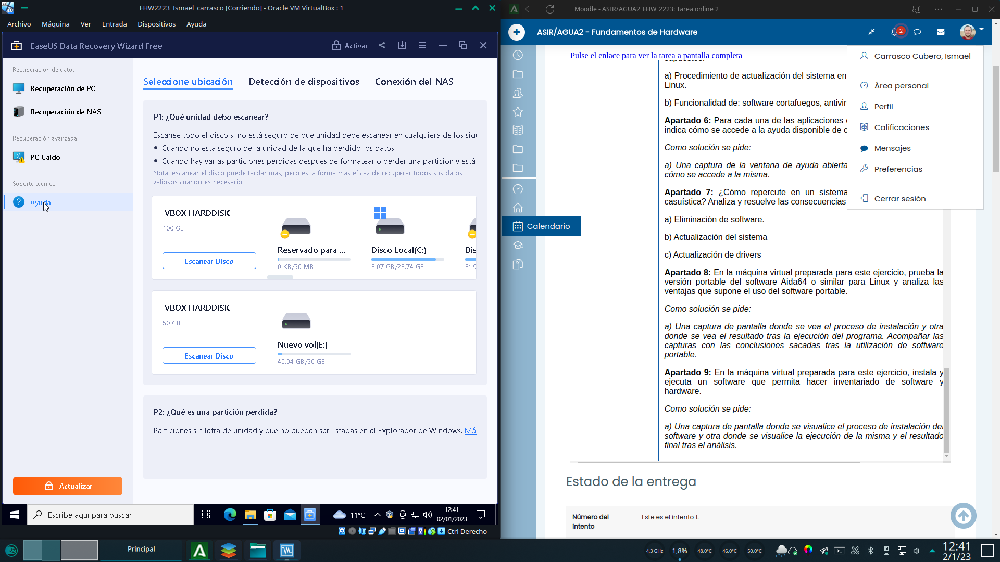 FHW2223_Ismael_carrasco [Corriendo] - Oracle VM VirtualBox : 1
Archivo Máquina Ver Entrada Dispositivos Ayuda
EaseUS Data Recovery Wizard Free
Activar
Recuperación de datos
Recuperación de PC
Recuperación de NAS
Recuperación avanzada
PC Caído
Soporte técnico
Ayuda
Actualizar
Seleccione ubicación Detección de dispositivos Conexión del NAS
P1: ¿Qué unidad debo escanear?
Escanee todo el disco si no está seguro de qué unidad debe escanear en cualquiera de los sigu
• Cuando no está seguro de la unidad de la que ha perdido los datos.
• Cuando hay varias particiones perdidas después de formatear o perder una partición y está
Nota: escanear el disco puede tardar más, pero es la forma más eficaz de recuperar todos sus datos
valiosos cuando es necesario.
VBOX HARDDISK
100 GB
Escanear Disco
Reservado para ...
0 KB/50 MB
Disco Local(C:)
3.07 GB/28.74 GB
Dis
81.9
VBOX HARDDISK
50 GB
Escanear Disco
Nuevo vol(E:)
46.04 GB/50 GB
P2: ¿Qué es una partición perdida?
Particiones sin letra de unidad y que no pueden ser listadas en el Explorador de Windows. Má
Escribe aquí para buscar
11°C
12:41
02/01/2023
Ctrl Derecho
Moodle - ASIR/AGUA2_FHW_2223: Tarea online 2
ASIR/AGUA2 - Fundamentos de Hardware
2
Pulse el enlace para ver la tarea a pantalla completa
supuestos:
a) Procedimiento de actualización del sistema en
Linux.
b) Funcionalidad de: software cortafuegos, antiviru
Apartado 6: Para cada una de las aplicaciones e
indica cómo se accede a la ayuda disponible de c
Como solución se pide:
a) Una captura de la ventana de ayuda abierta
cómo se accede a la misma.
Apartado 7: ¿Cómo repercute en un sistema
casuística? Analiza y resuelve las consecuencias
a) Eliminación de software.
b) Actualización del sistema
c) Actualización de drivers
Apartado 8: En la máquina virtual preparada para este ejercicio, prueba la
versión portable del software Aida64 o similar para Linux y analiza las
ventajas que supone el uso del software portable.
Como solución se pide:
a) Una captura de pantalla donde se vea el proceso de instalación y otra
donde se vea el resultado tras la ejecución del programa. Acompañar las
capturas con las conclusiones sacadas tras la utilización de software
portable.
Apartado 9: En la máquina virtual preparada para este ejercicio, instala y
ejecuta un software que permita hacer inventariado de software y
hardware.
Como solución se pide:
a) Una captura de pantalla donde se visualice el proceso de instalación del
software y otra donde se visualice la ejecución de la misma y el resultado
final tras el análisis.
Carrasco Cubero, Ismael
Área personal
Perfil
Calificaciones
Mensajes
Preferencias
Cerrar sesión
Calendario
Estado de la entrega
Número del
Intento
Este es el intento 1.
Principal
4,3 GHz
1,8%
48,0°C
46,0°C
50,0°C
12:41
2/1/23